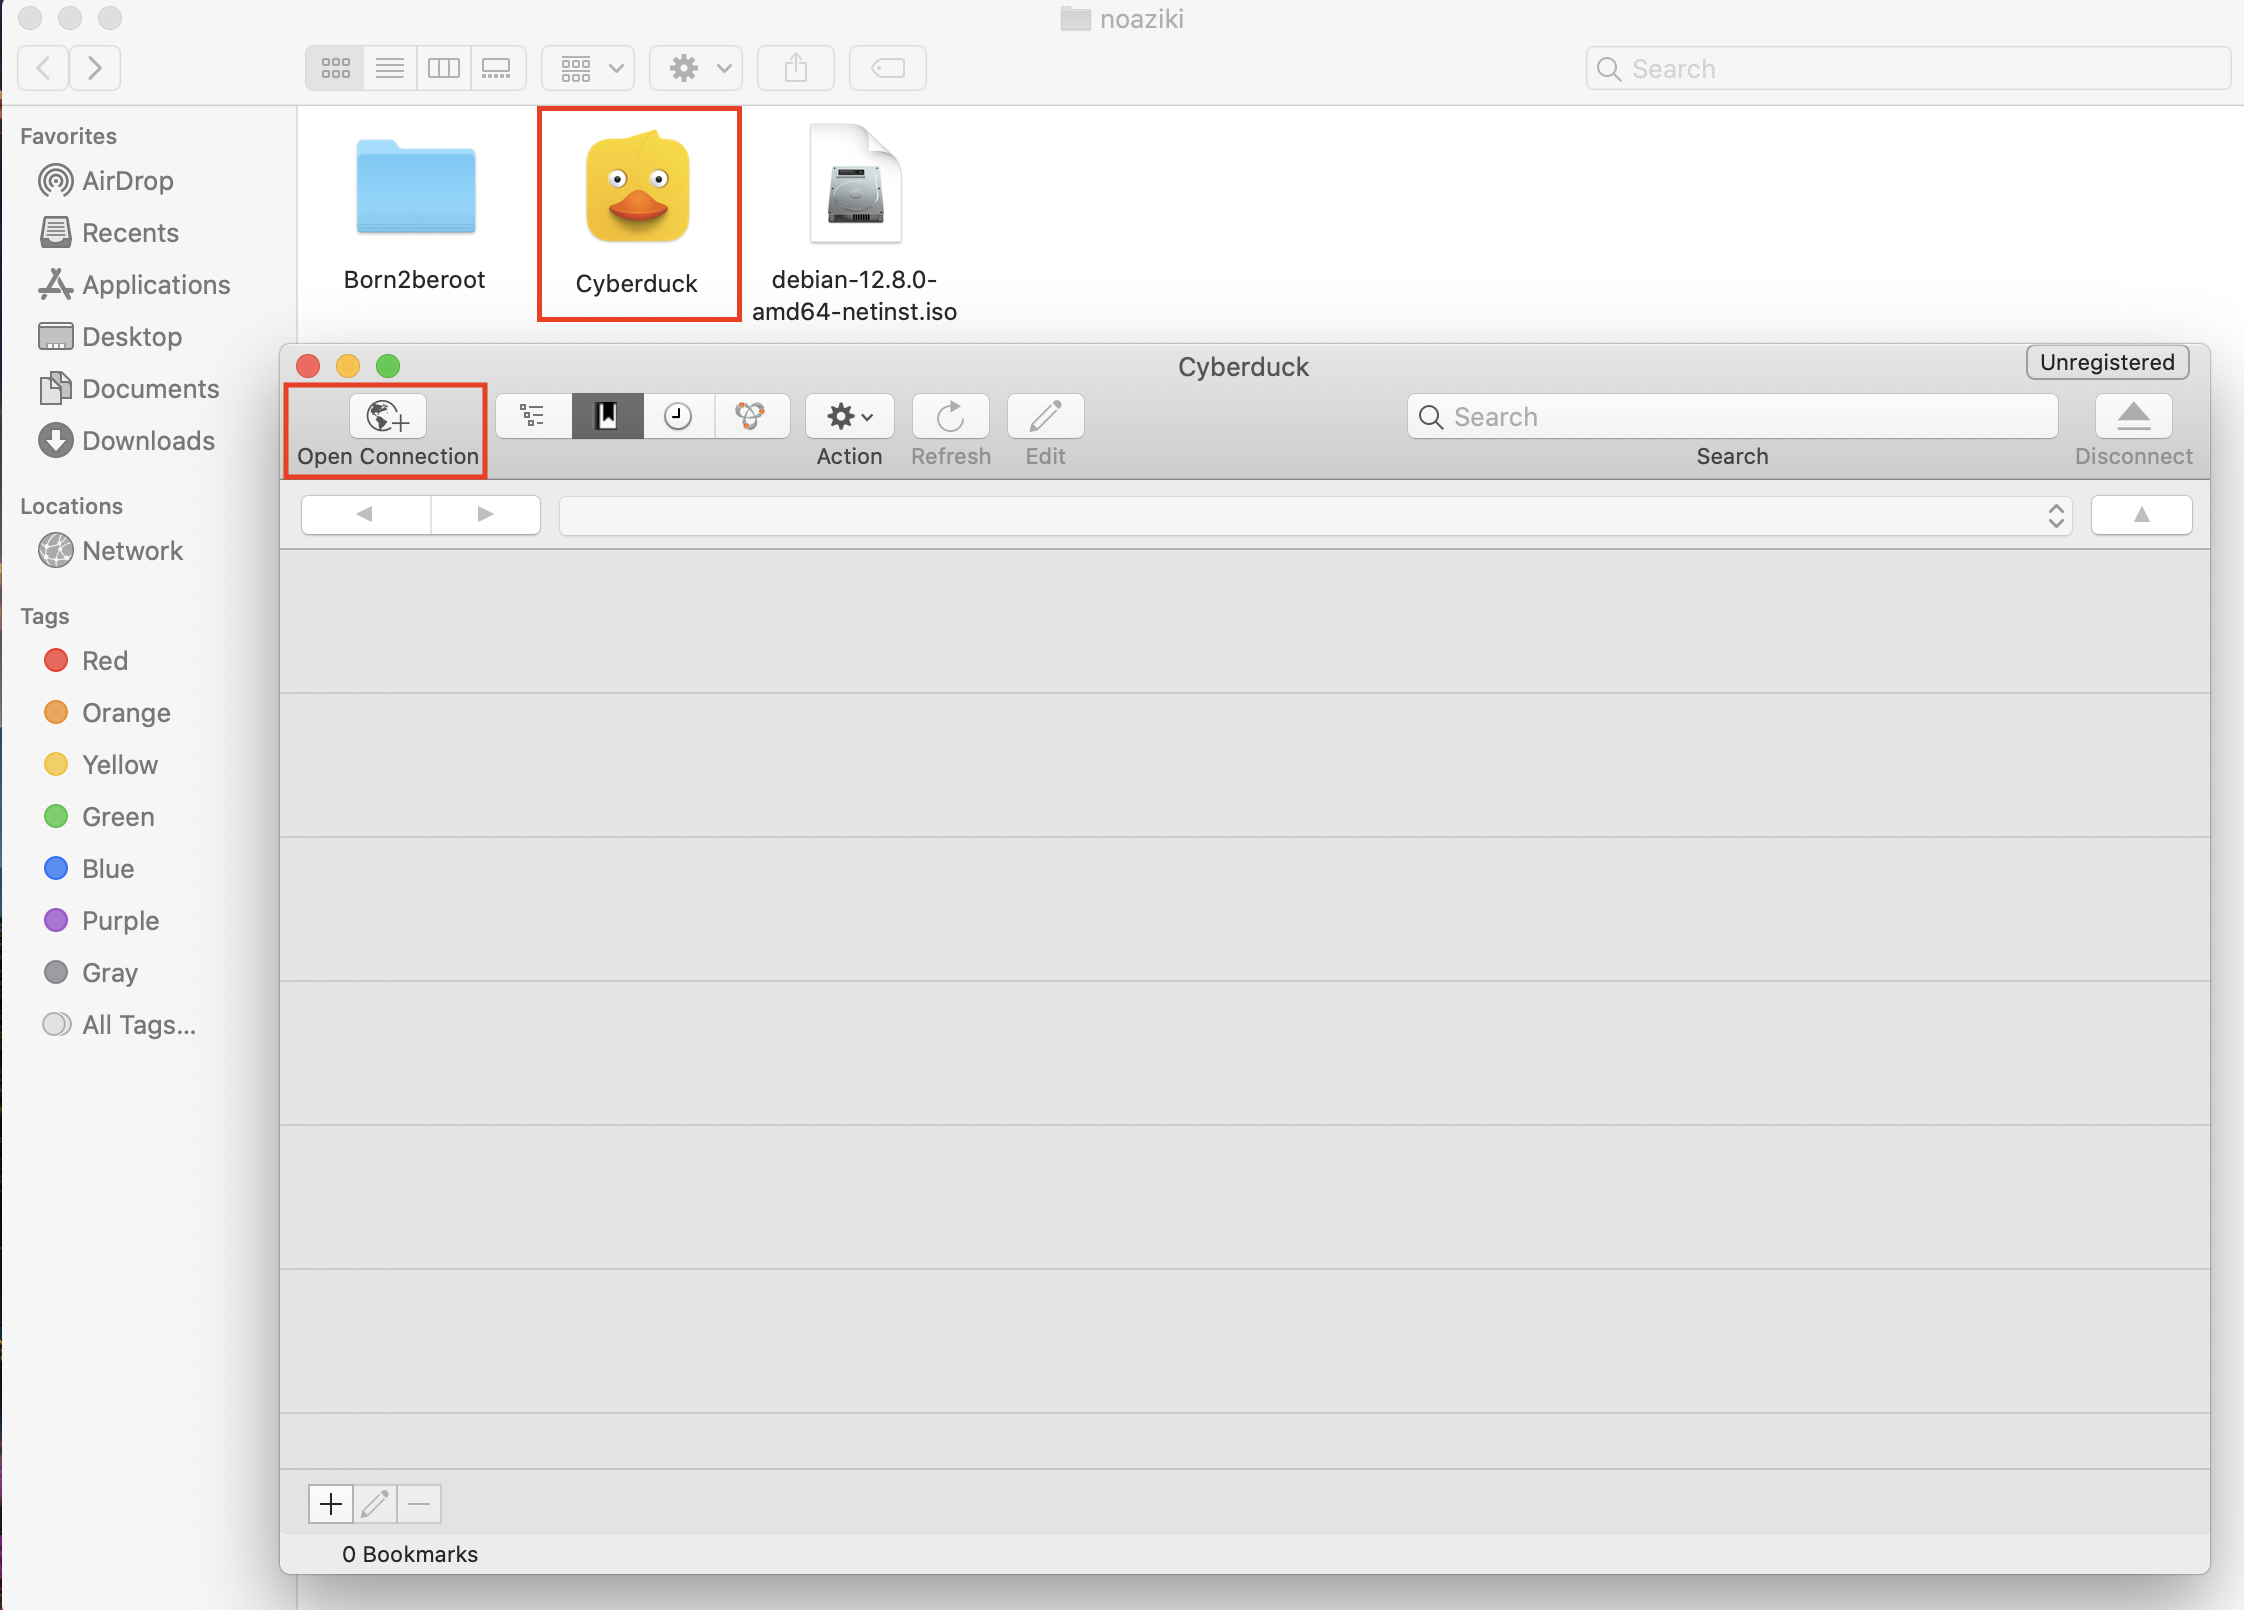 noaziki
Search
Favorites
AirDrop
Recents
Applications
Desktop
Documents
Downloads
Locations
Network
Tags
Red
Orange
Yellow
Green
Blue
Purple
Gray
All Tags...
Born2beroot
Cyberduck
debian-12.8.0-
amd64-netinst.iso
Cyberduck
Unregistered
Search
Open Connection
Action
Refresh
Edit
Search
Disconnect
0 Bookmarks